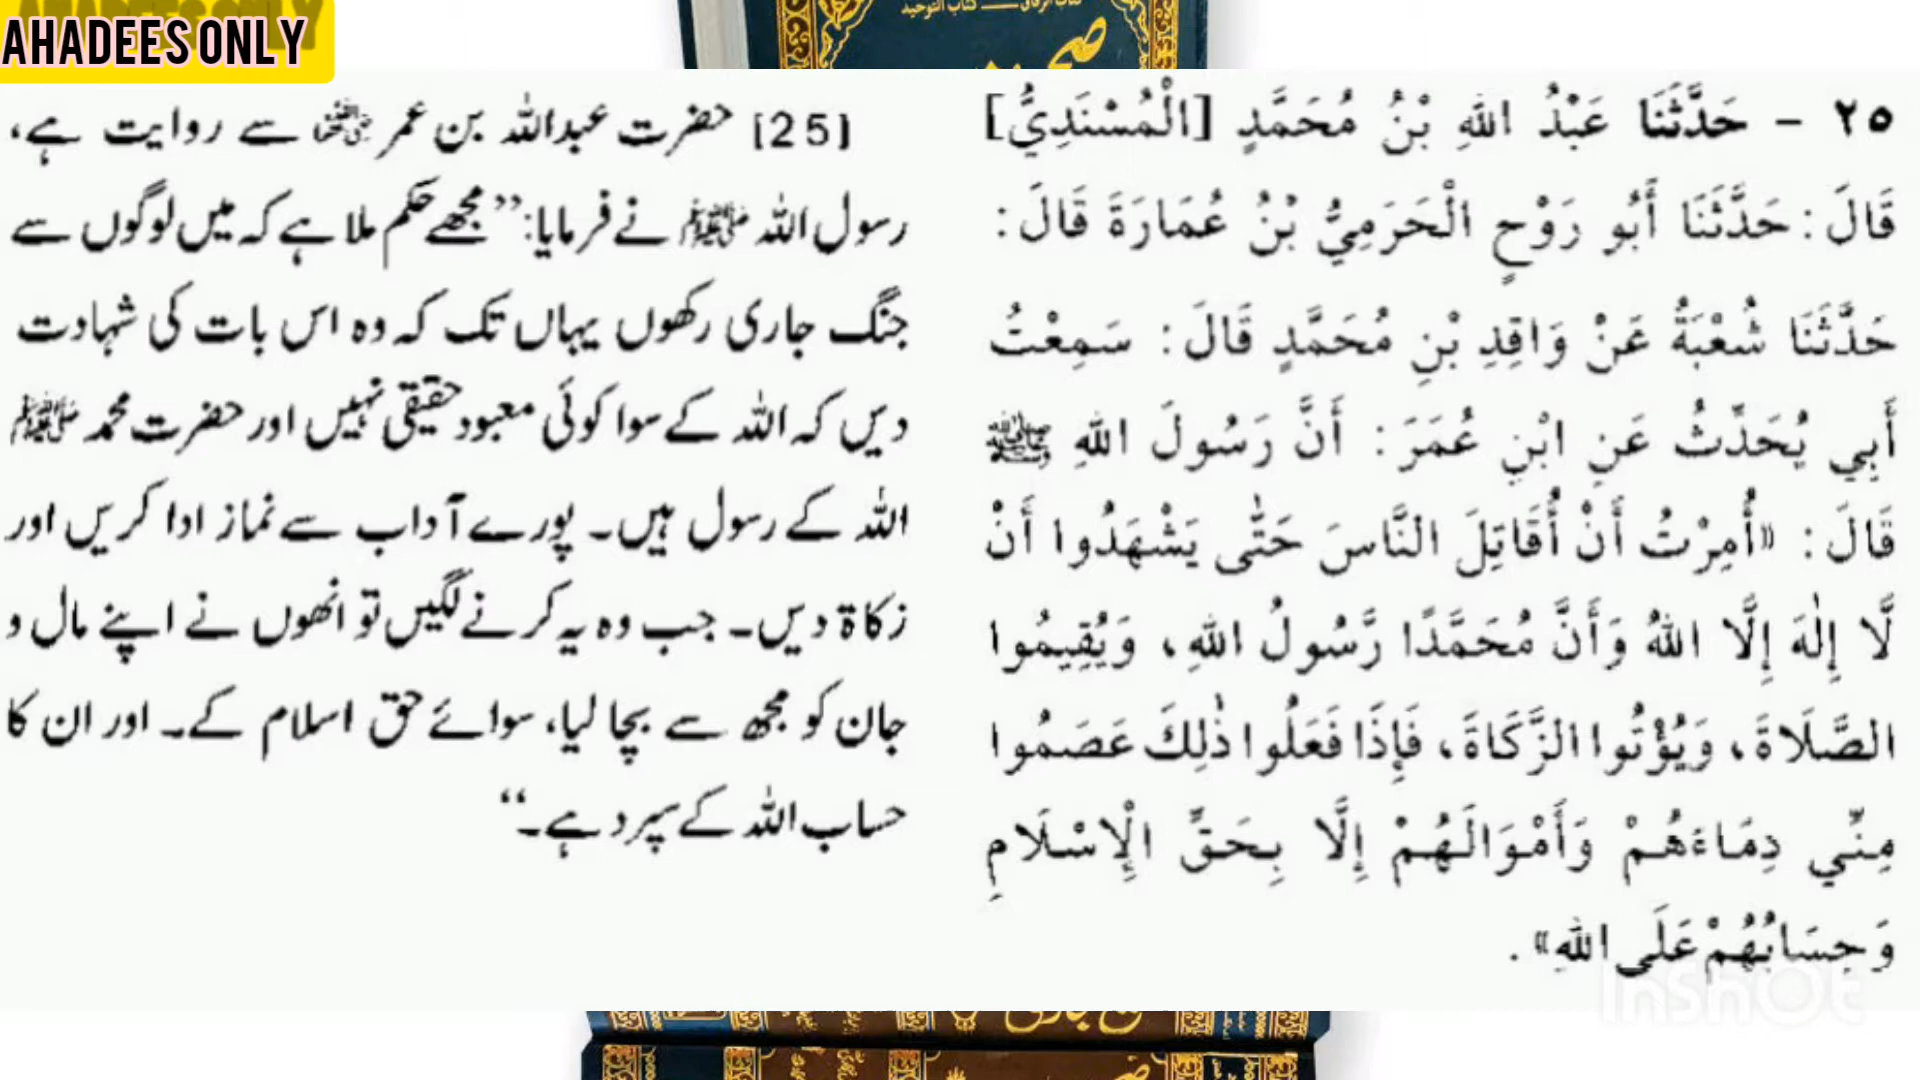 AHADEES ONLY
كتاب الرقاق — كتاب التوحيد
٢٥ - حَدَّثَنَا عَبْدُ اللهِ بْنُ مُحَمَّدٍ [الْمُسْنَدِيُّ]
قَالَ: حَدَّثَنَا أَبُو رَوْحٍ الْحَرَمِيُّ بْنُ عُمَارَةَ قَالَ:
حَدَّثَنَا شُعْبَةُ عَنْ وَاقِدِ بْنِ مُحَمَّدٍ قَالَ: سَمِعْتُ
أَبِي يُحَدِّثُ عَنِ ابْنِ عُمَرَ: أَنَّ رَسُولَ اللهِ ﷺ
قَالَ: «أُمِرْتُ أَنْ أُقَاتِلَ النَّاسَ حَتَّى يَشْهَدُوا أَنْ
لَّا إِلٰهَ إِلَّا اللهُ وَأَنَّ مُحَمَّدًا رَّسُولُ اللهِ، وَيُقِيمُوا
الصَّلَاةَ، وَيُؤْتُوا الزَّكَاةَ، فَإِذَا فَعَلُوا ذٰلِكَ عَصَمُوا
مِنِّي دِمَاءَهُمْ وَأَمْوَالَهُمْ إِلَّا بِحَقِّ الْإِسْلَامِ
وَحِسَابُهُمْ عَلَى اللهِ».
[25] حضرت عبداللہ بن عمر ؓ سے روایت ہے،
رسول اللہ ﷺ نے فرمایا: ’’مجھے حکم ملا ہے کہ میں لوگوں سے
جنگ جاری رکھوں یہاں تک کہ وہ اس بات کی شہادت
دیں کہ اللہ کے سوا کوئی معبود حقیقی نہیں اور حضرت محمد ﷺ
اللہ کے رسول ہیں۔ پورے آداب سے نماز ادا کریں اور
زکاۃ دیں۔ جب وہ یہ کرنے لگیں تو انھوں نے اپنے مال و
جان کو مجھ سے بچا لیا، سوائے حق اسلام کے۔ اور ان کا
حساب اللہ کے سپرد ہے۔‘‘
InShOt